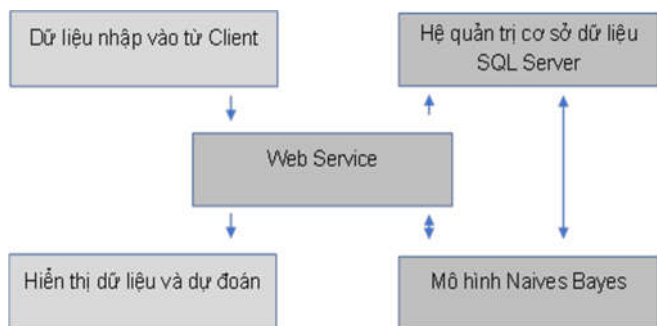 Dữ liệu nhập vào từ Client
Hệ quản trị cơ sở dữ liệu
SQL Server
Web Service
Hiển thị dữ liệu và dự đoán
Mô hình Naives Bayes